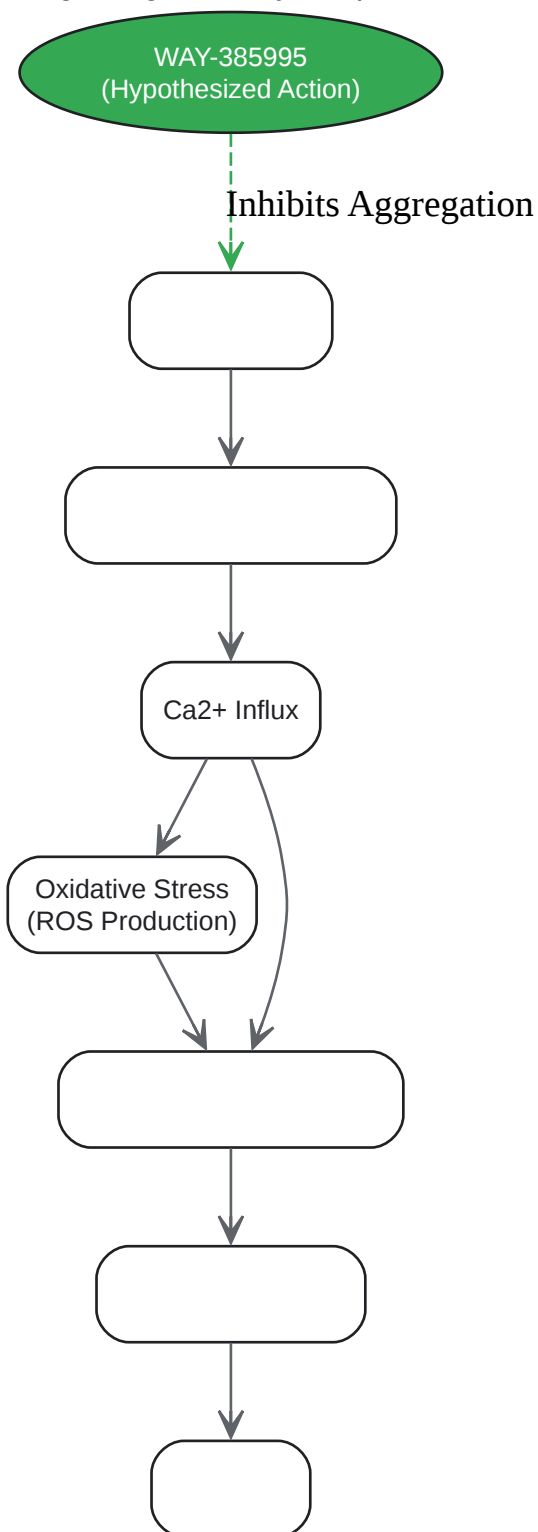 WAY-385995
(Hypothesized Action)
Inhibits Aggregation
Ca2+ Influx
Oxidative Stress
(ROS Production)